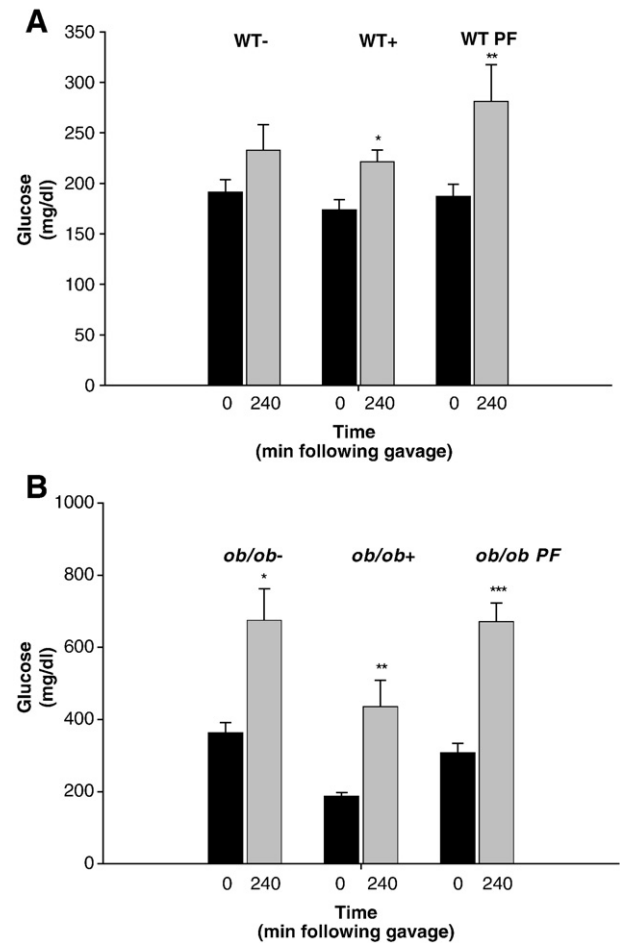 A
350
300
250
200
150
100
50
0
Glucose
(mg/dl)
WT- WT+ WT PF
* **
0 240 0 240 0 240
Time
(min following gavage)
B
1000
800
600
400
200
0
Glucose
(mg/dl)
ob/ob- ob/ob+ ob/ob PF
* ** ***
0 240 0 240 0 240
Time
(min following gavage)